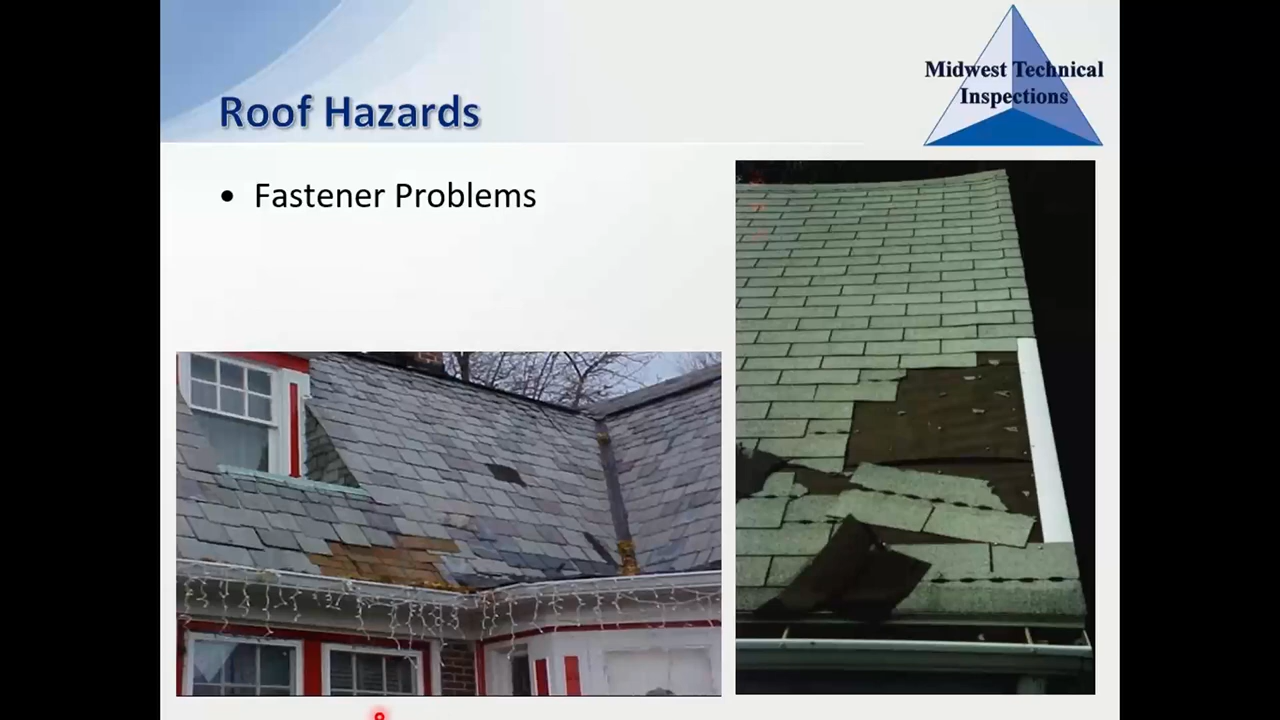 Midwest Technical
Inspections
Roof Hazards
• Fastener Problems